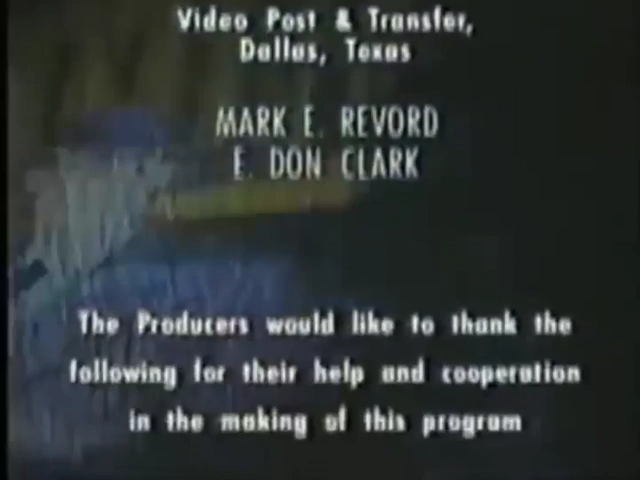 Video Post & Transfer,
Dallas, Texas
MARK E. REVORD
E. DON CLARK
The Producers would like to thank the
following for their help and cooperation
in the making of this program